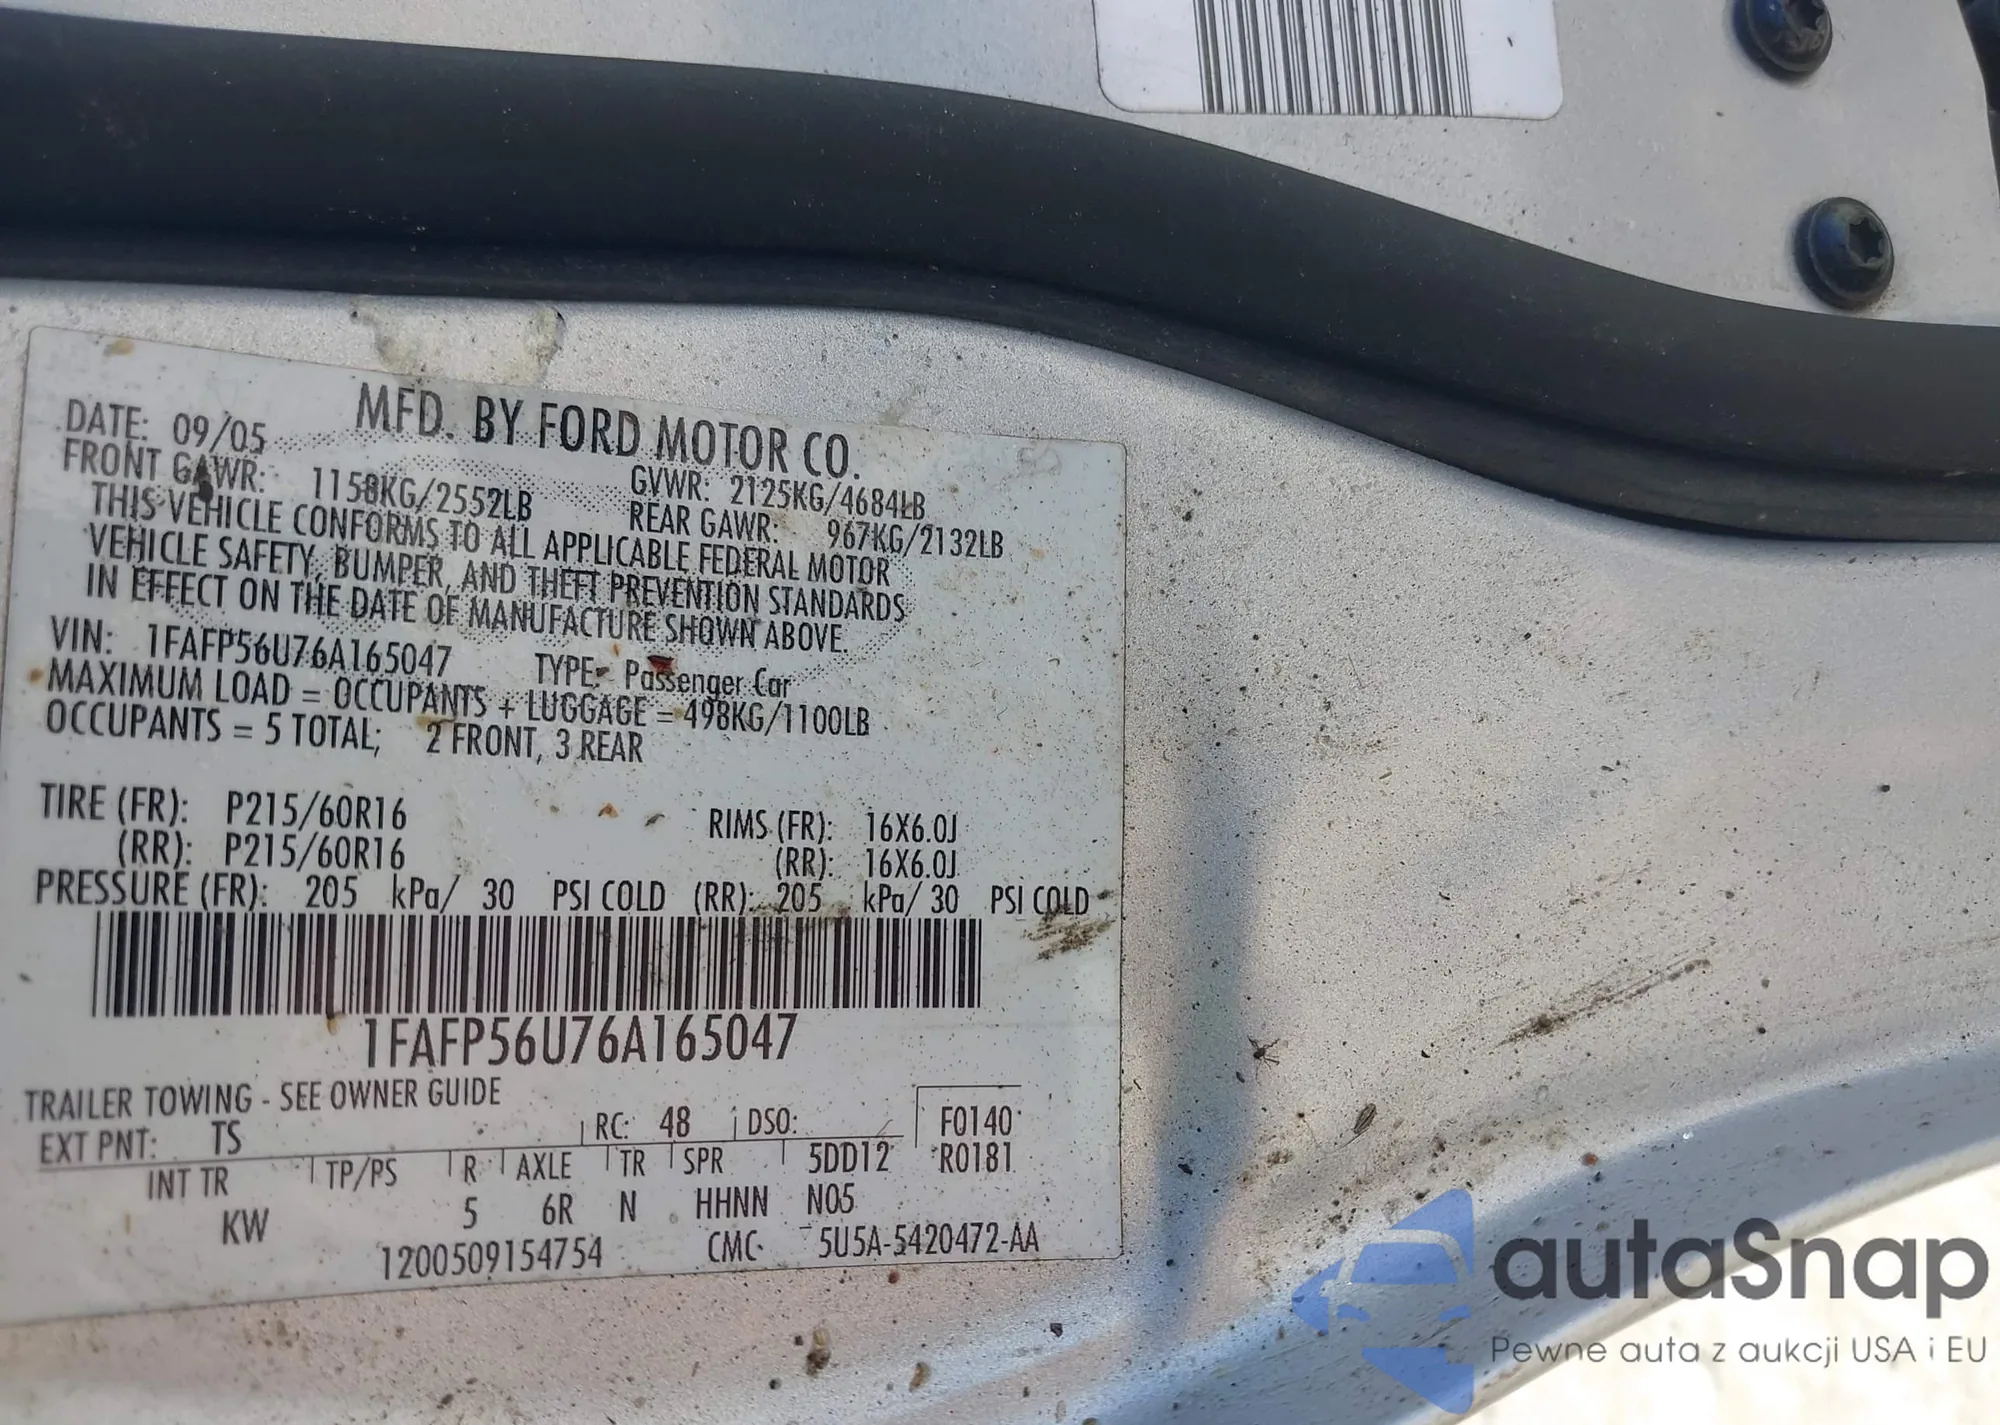 MFD. BY FORD MOTOR CO.
DATE: 09/05 GVWR: 2125KG/4684LB
FRONT GAWR: 1158KG/2552LB REAR GAWR: 967KG/2132LB
THIS VEHICLE CONFORMS TO ALL APPLICABLE FEDERAL MOTOR
VEHICLE SAFETY, BUMPER, AND THEFT PREVENTION STANDARDS
IN EFFECT ON THE DATE OF MANUFACTURE SHOWN ABOVE.
VIN: 1FAFP56U76A165047 TYPE: Passenger Car
MAXIMUM LOAD = OCCUPANTS + LUGGAGE = 498KG/1100LB
OCCUPANTS = 5 TOTAL; 2 FRONT, 3 REAR
TIRE (FR): P215/60R16 RIMS (FR): 16X6.0J
(RR): P215/60R16 (RR): 16X6.0J
PRESSURE (FR): 205 kPa/ 30 PSI COLD (RR): 205 kPa/ 30 PSI COLD
1FAFP56U76A165047
TRAILER TOWING - SEE OWNER GUIDE
EXT PNT: TS RC: 48 DSO: F0140
INT TR TP/PS R AXLE TR SPR 5DD12 R0181
KW 5 6R N HHNN N05
1200509154754 CMC 5U5A-5420472-AA
autaSnap
Pewne auta z aukcji USA i EU